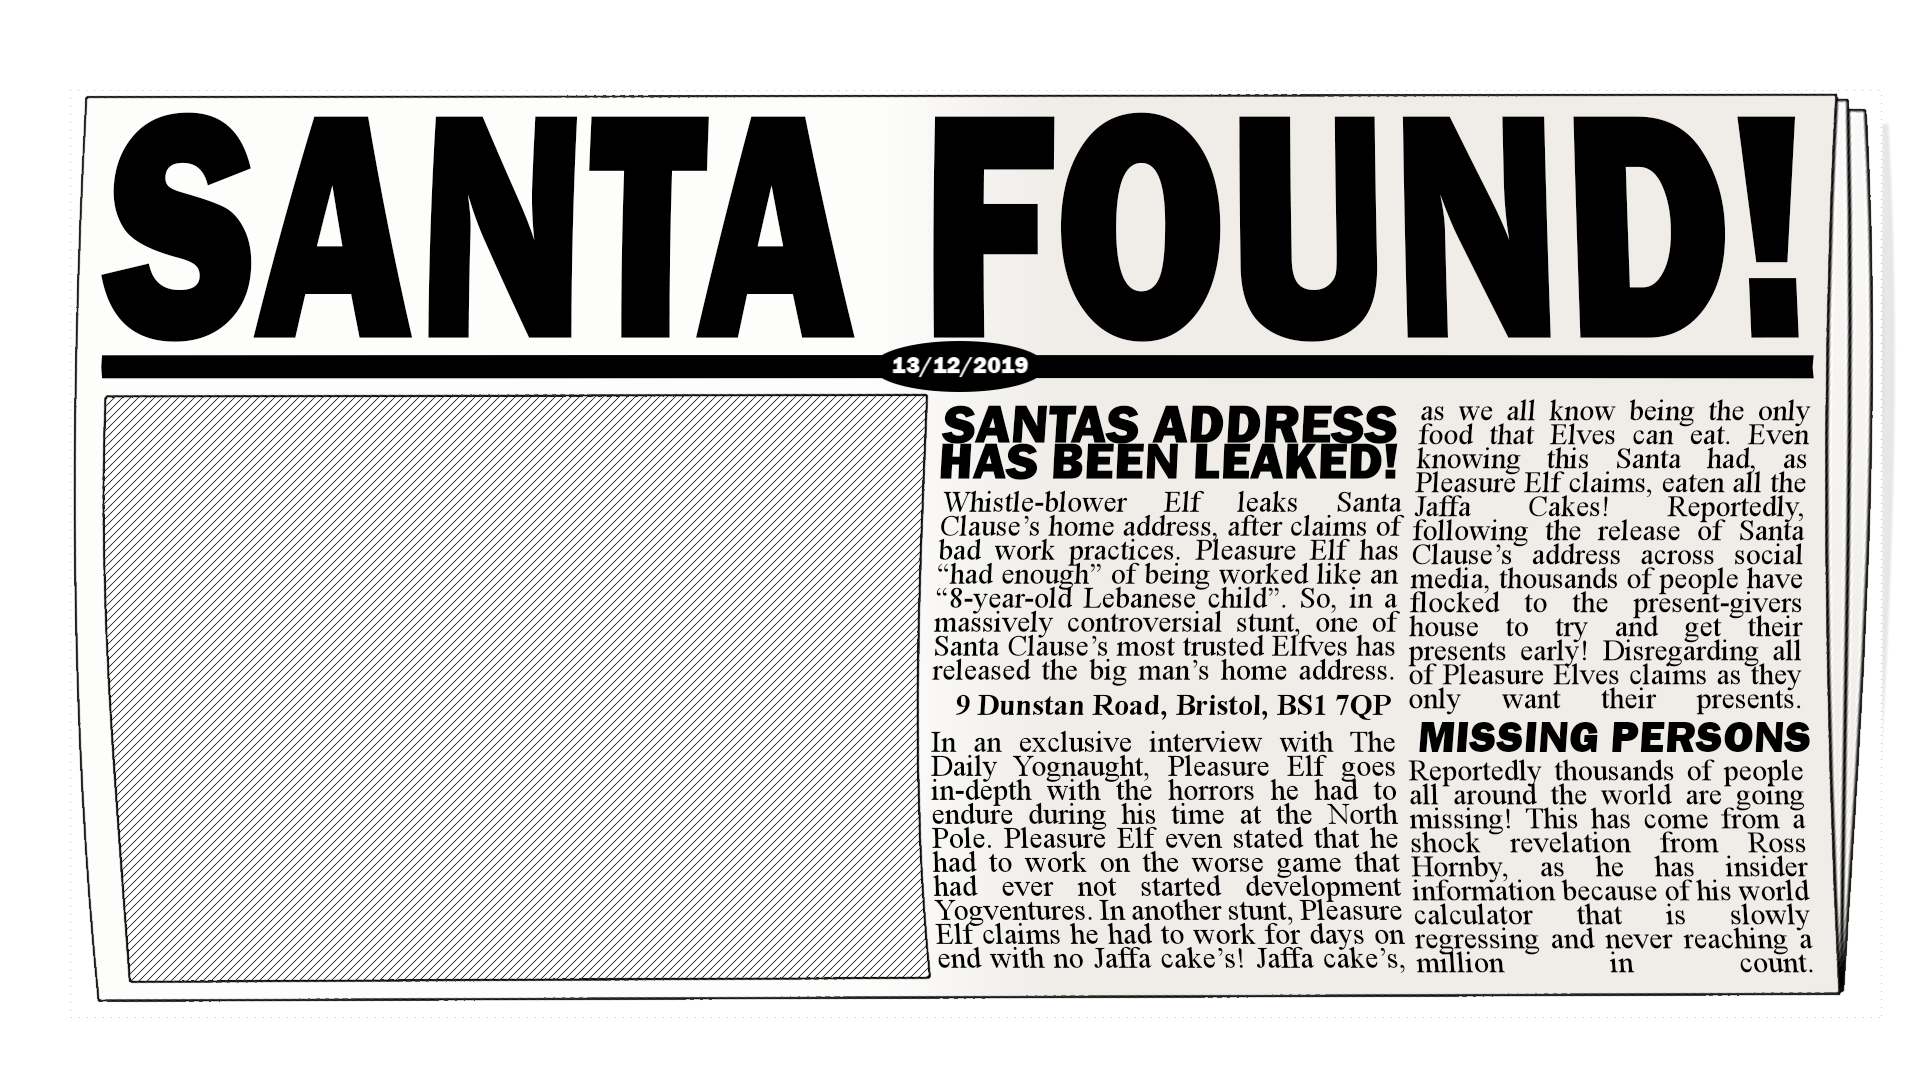 SANTA FOUND!
13/12/2019
SANTAS ADDRESS
HAS BEEN LEAKED!
Whistle-blower Elf leaks Santa
Clause’s home address, after claims of
bad work practices. Pleasure Elf has
“had enough” of being worked like an
“8-year-old Lebanese child”. So, in a
massively controversial stunt, one of
Santa Clause’s most trusted Elfves has
released the big man’s home address.
9 Dunstan Road, Bristol, BS1 7QP
In an exclusive interview with The
Daily Yognaught, Pleasure Elf goes
in-depth with the horrors he had to
endure during his time at the North
Pole. Pleasure Elf even stated that he
had to work on the worse game that
had ever not started development
Yogventures. In another stunt, Pleasure
Elf claims he had to work for days on
end with no Jaffa cake’s! Jaffa cake’s,
as we all know being the only
food that Elves can eat. Even
knowing this Santa had, as
Pleasure Elf claims, eaten all the
Jaffa Cakes! Reportedly,
following the release of Santa
Clause’s address across social
media, thousands of people have
flocked to the present-givers
house to try and get their
presents early! Disregarding all
of Pleasure Elves claims as they
only want their presents.
MISSING PERSONS
Reportedly thousands of people
all around the world are going
missing! This has come from a
shock revelation from Ross
Hornby, as he has insider
information because of his world
calculator that is slowly
regressing and never reaching a
million in count.